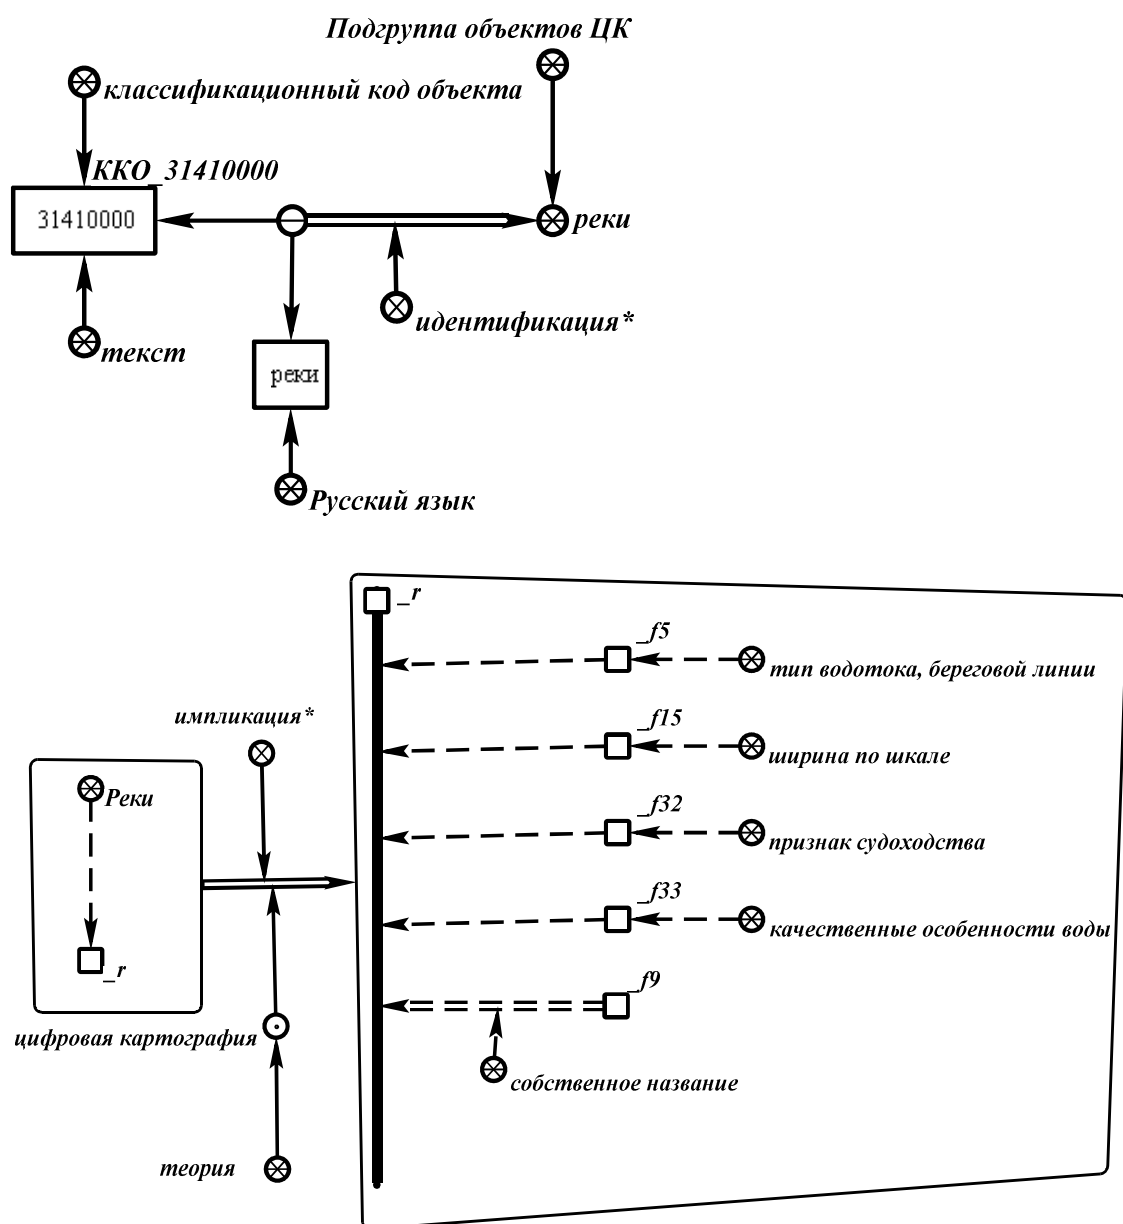 Подгруппа объектов ЦК
классификационный код объекта
ККО_31410000
31410000
реки
идентификация*
текст
реки
Русский язык
_r
_f5
тип водотока, береговой линии
_f15
импликация*
ширина по шкале
Реки
_f32
признак судоходства
_f33
качественные особенности воды
_r
_f9
цифровая картография
собственное название
теория